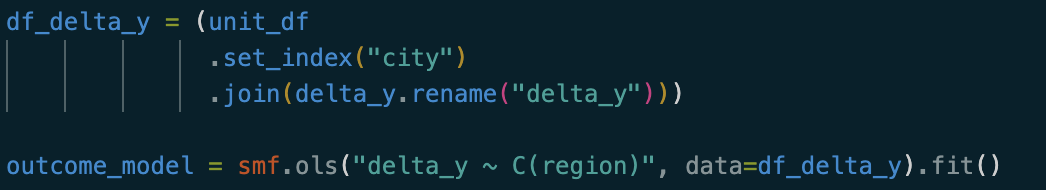 df_delta_y = (unit_df
.set_index("city")
.join(delta_y.rename("delta_y")))
outcome_model = smf.ols("delta_y ~ C(region)", data=df_delta_y).fit()